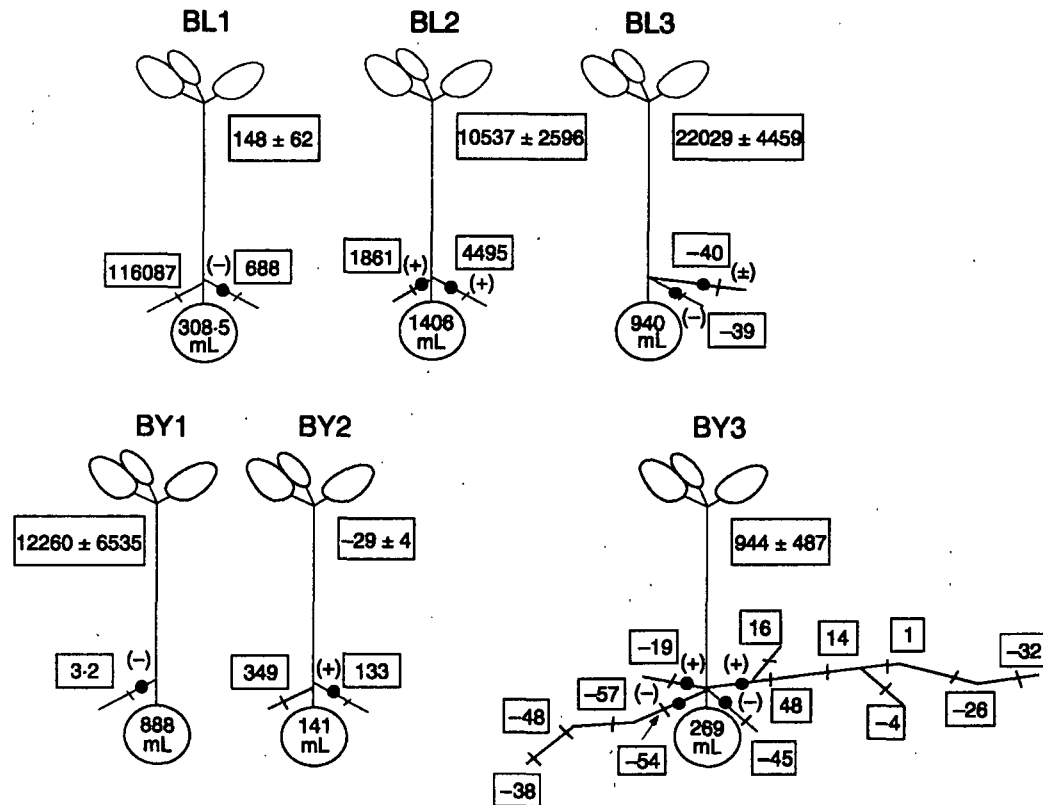 BL1 BL2 BL3
148 ± 62 10537 ± 2596 22029 ± 4459
116087 (−) 688 1861 (+) 4495 (+) −40 (±)
308·5 mL 1406 mL 940 mL (−) −39
BY1 BY2 BY3
12260 ± 6535 −29 ± 4 944 ± 487
3·2 (−) 349 (+) 133 −19 (+) (+) 16 14 1 −32
−48 −57 (−) (−) 48 −4 −26
888 mL 141 mL 269 mL
−38 −54 −45